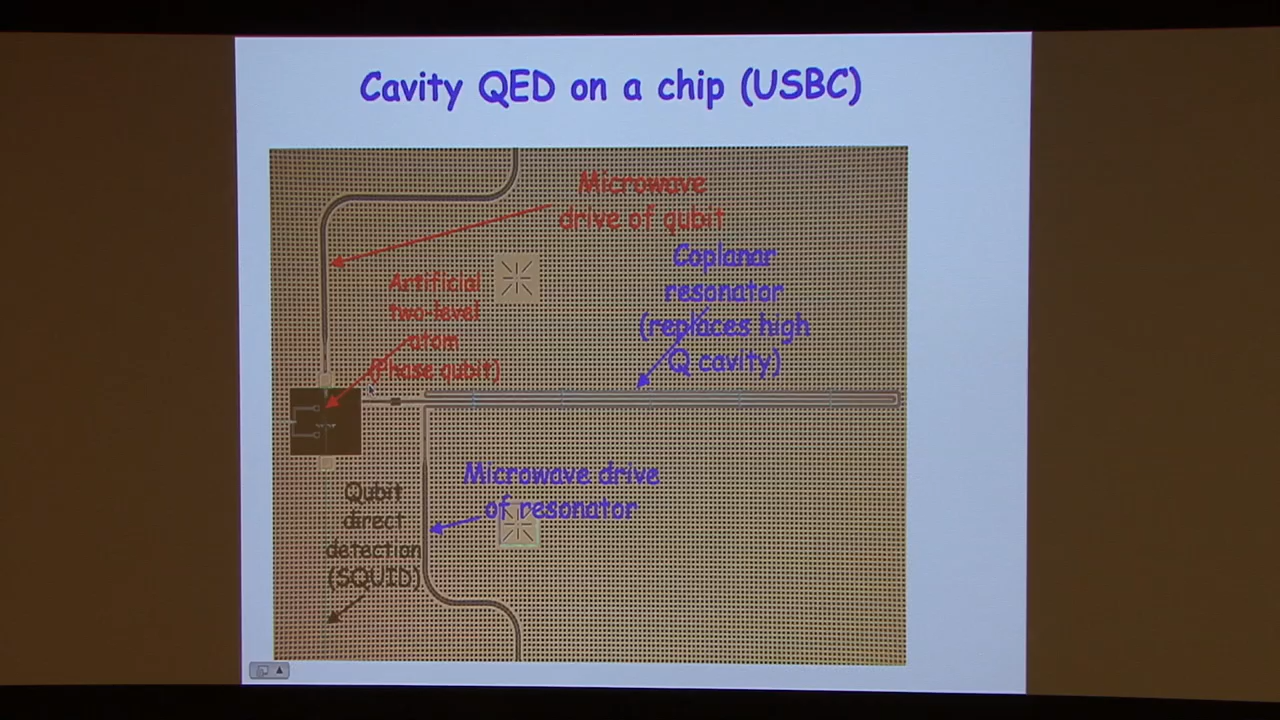 Cavity QED on a chip (USBC)
Microwave
drive of qubit
Coplanar
resonator
(replaces high
Q cavity)
Artificial
two-level
atom
(Phase qubit)
Microwave drive
of resonator
Qubit
direct
detection
(SQUID)